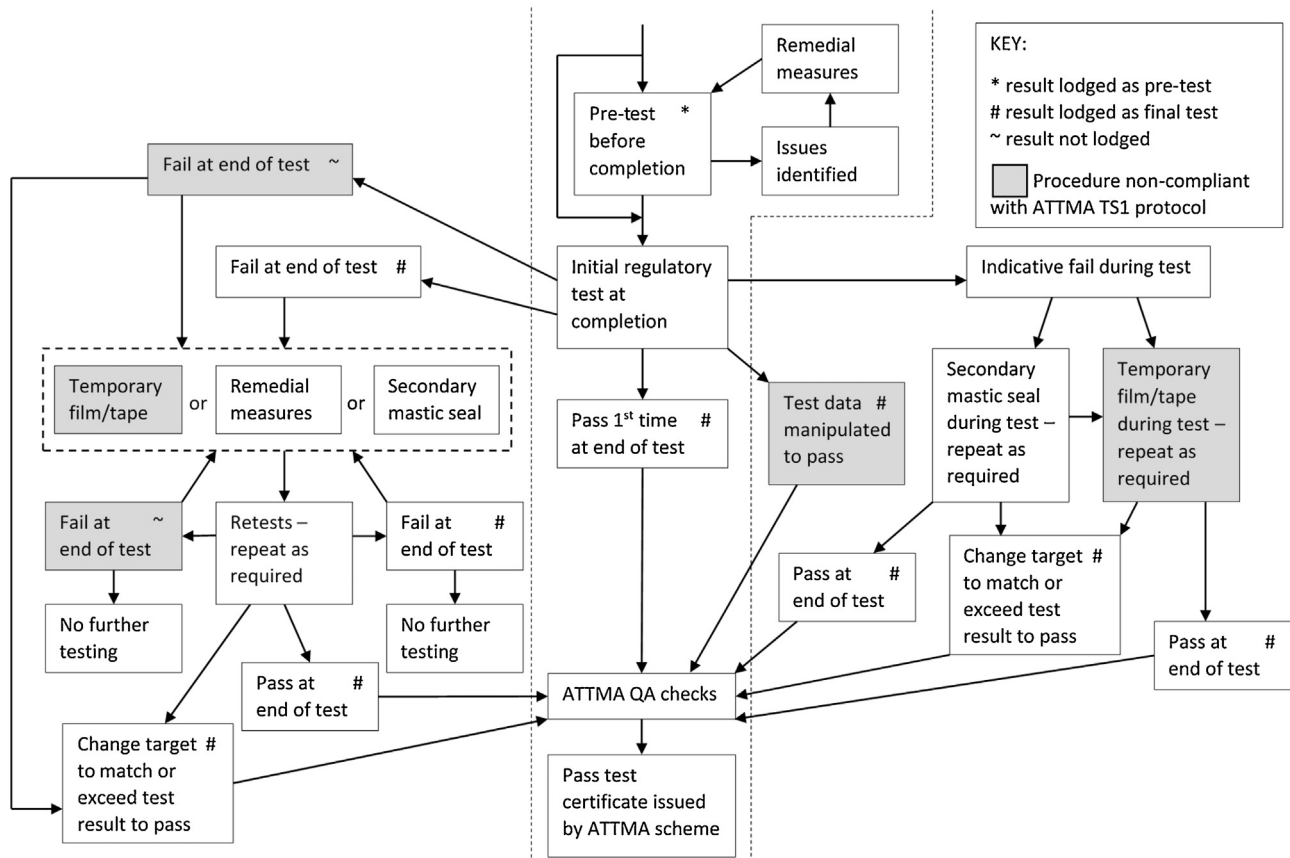 Remedial
measures
KEY:
* result lodged as pre-test
# result lodged as final test
~ result not lodged
Procedure non-compliant
with ATTMA TS1 protocol
Pre-test *
before
completion
Issues
identified
Fail at end of test ~
Fail at end of test #
Initial regulatory
test at
completion
Indicative fail during test
Temporary
film/tape
or
Remedial
measures
or
Secondary
mastic seal
Pass 1st time #
at end of test
Test data #
manipulated
to pass
Secondary
mastic seal
during test –
repeat as
required
Temporary
film/tape
during test –
repeat as
required
Fail at ~
end of test
Retests –
repeat as
required
Fail at #
end of test
No further
testing
No further
testing
Pass at #
end of test
Change target #
to match or
exceed test
result to pass
Pass at #
end of test
Pass at #
end of test
ATTMA QA checks
Change target #
to match or
exceed test
result to pass
Pass test
certificate issued
by ATTMA scheme